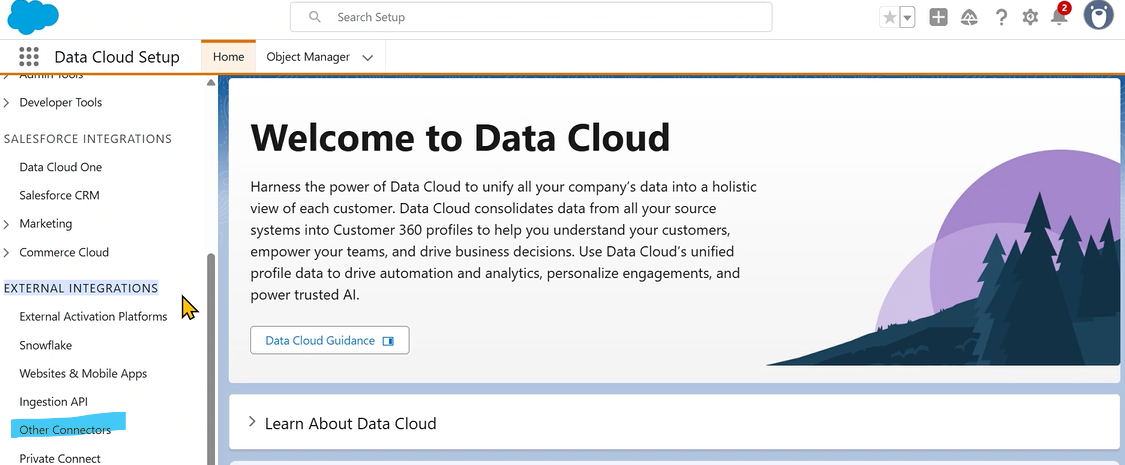 Search Setup
2
Data Cloud Setup
Home
Object Manager
Admin Tools
Developer Tools
SALESFORCE INTEGRATIONS
Data Cloud One
Salesforce CRM
Marketing
Commerce Cloud
EXTERNAL INTEGRATIONS
External Activation Platforms
Snowflake
Websites & Mobile Apps
Ingestion API
Other Connectors
Private Connect
Welcome to Data Cloud
Harness the power of Data Cloud to unify all your company's data into a holistic
view of each customer. Data Cloud consolidates data from all your source
systems into Customer 360 profiles to help you understand your customers,
empower your teams, and drive business decisions. Use Data Cloud's unified
profile data to drive automation and analytics, personalize engagements, and
power trusted AI.
Data Cloud Guidance
Learn About Data Cloud